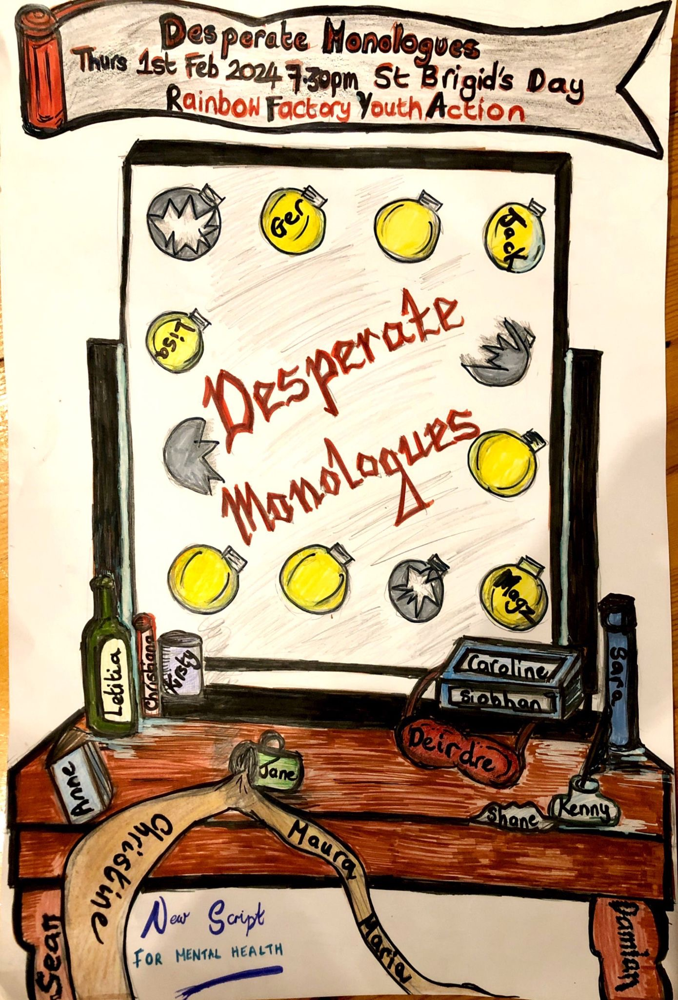 Desperate Monologues
Thurs 1st Feb 2024 7.30pm St Brigid's Day
Rainbow Factory Youth Action
Ger
Jack
Lisa
Desperate
Monologues
Magz
Letitia
Christiane
Kirsty
Caroline
Siobhan
Sara
Deirdre
Anne
Jane
Shane
Kenny
Christine
Maura
Maria
Sean
Damian
New Script
FOR MENTAL HEALTH